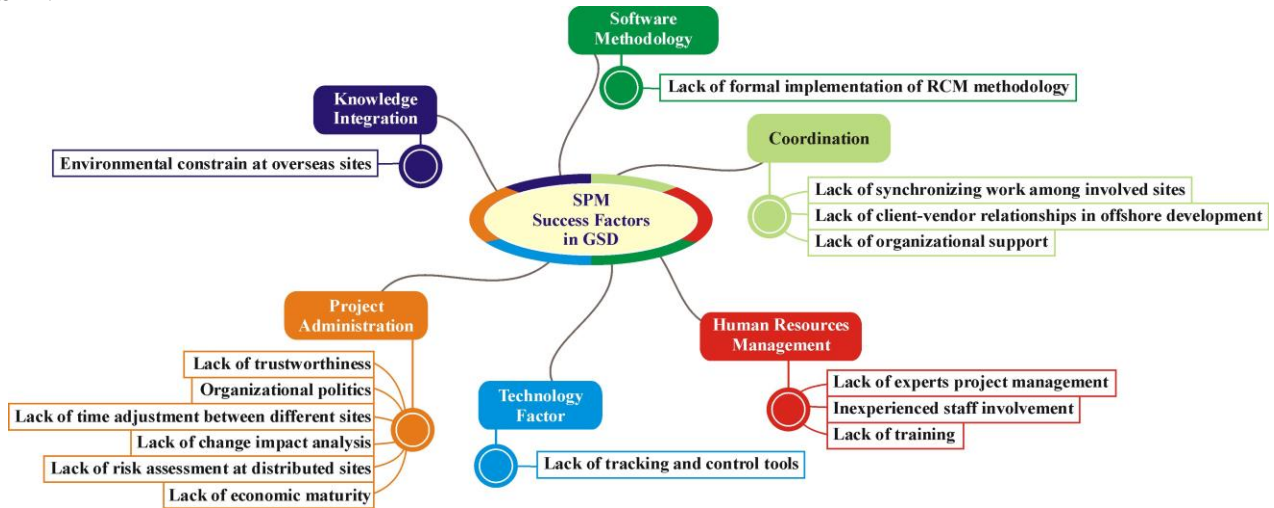 Software
Methodology
Lack of formal implementation of RCM methodology
Knowledge
Integration
Environmental constrain at overseas sites
Coordination
Lack of synchronizing work among involved sites
Lack of client-vendor relationships in offshore development
Lack of organizational support
SPM
Success Factors
in GSD
Project
Administration
Lack of trustworthiness
Organizational politics
Lack of time adjustment between different sites
Lack of change impact analysis
Lack of risk assessment at distributed sites
Lack of economic maturity
Technology
Factor
Lack of tracking and control tools
Human Resources
Management
Lack of experts project management
Inexperienced staff involvement
Lack of training